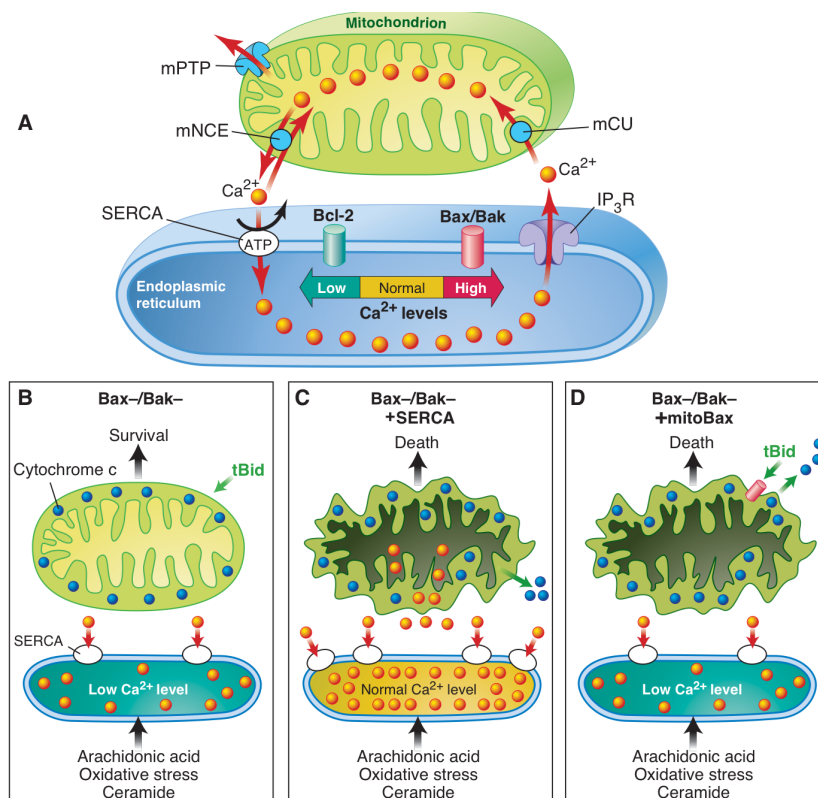 A
Mitochondrion
mPTP
mNCE
mCU
Ca2+
Ca2+
SERCA
IP3R
Bcl-2
Bax/Bak
ATP
Endoplasmic
reticulum
Low
Normal
High
Ca2+ levels
B
Bax–/Bak–
Survival
Cytochrome c
tBid
SERCA
Low Ca2+ level
Arachidonic acid
Oxidative stress
Ceramide
C
Bax–/Bak–
+SERCA
Death
Normal Ca2+ level
Arachidonic acid
Oxidative stress
Ceramide
D
Bax–/Bak–
+mitoBax
Death
tBid
Low Ca2+ level
Arachidonic acid
Oxidative stress
Ceramide